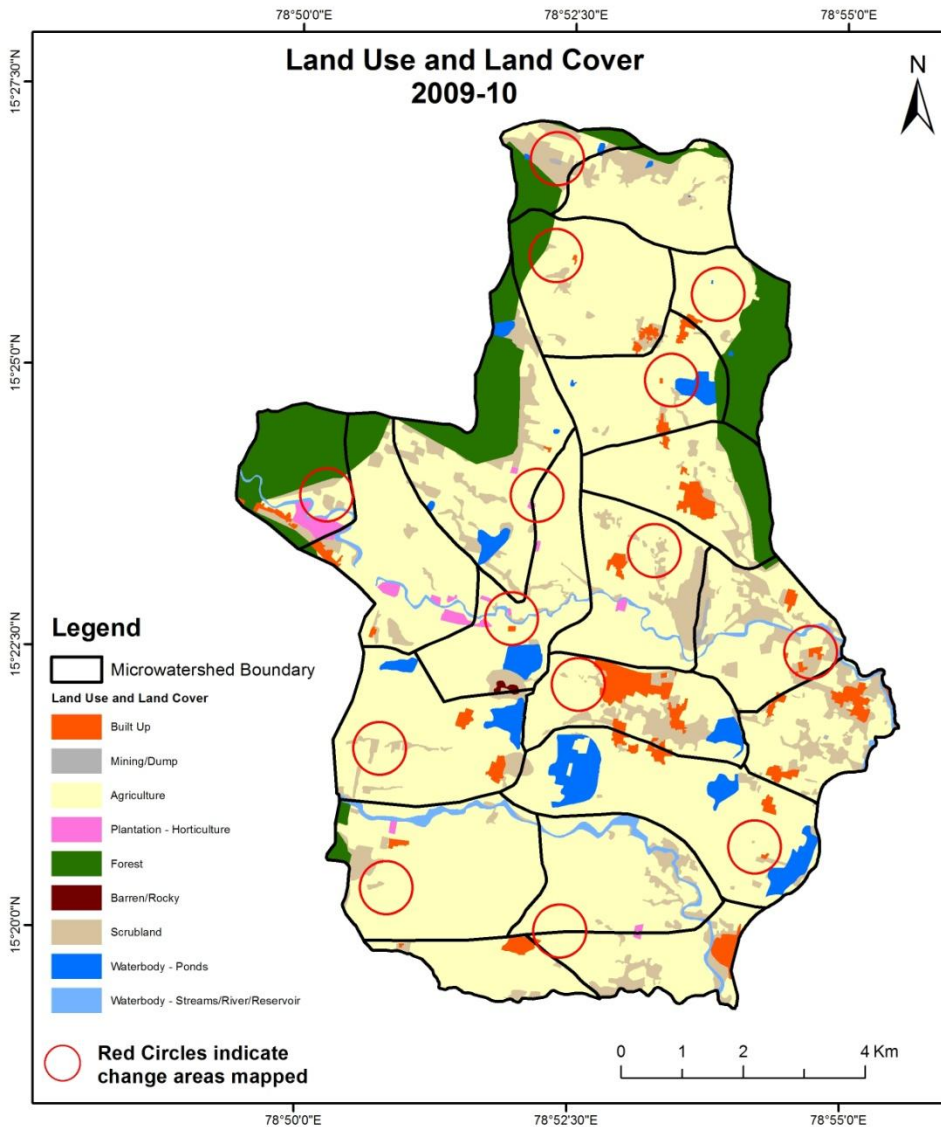 78°50'0"E
78°52'30"E
78°55'0"E
Land Use and Land Cover
2009-10
N
15°27'30"N
15°25'0"N
15°22'30"N
15°20'0"N
Legend
Microwatershed Boundary
Land Use and Land Cover
Built Up
Mining/Dump
Agriculture
Plantation - Horticulture
Forest
Barren/Rocky
Scrubland
Waterbody - Ponds
Waterbody - Streams/River/Reservoir
Red Circles indicate
change areas mapped
0 1 2 4 Km
78°50'0"E
78°52'30"E
78°55'0"E